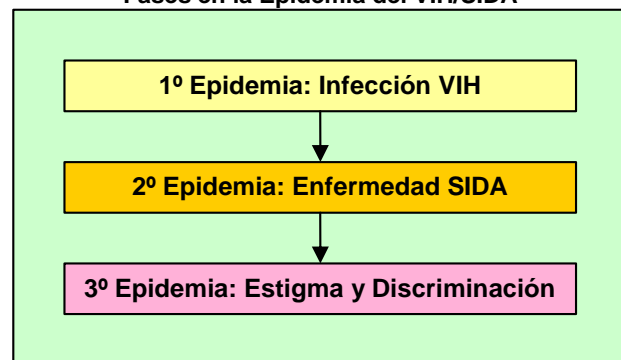 Fases en la Epidemia del VIH/SIDA
1º Epidemia: Infección VIH
2º Epidemia: Enfermedad SIDA
3º Epidemia: Estigma y Discriminación